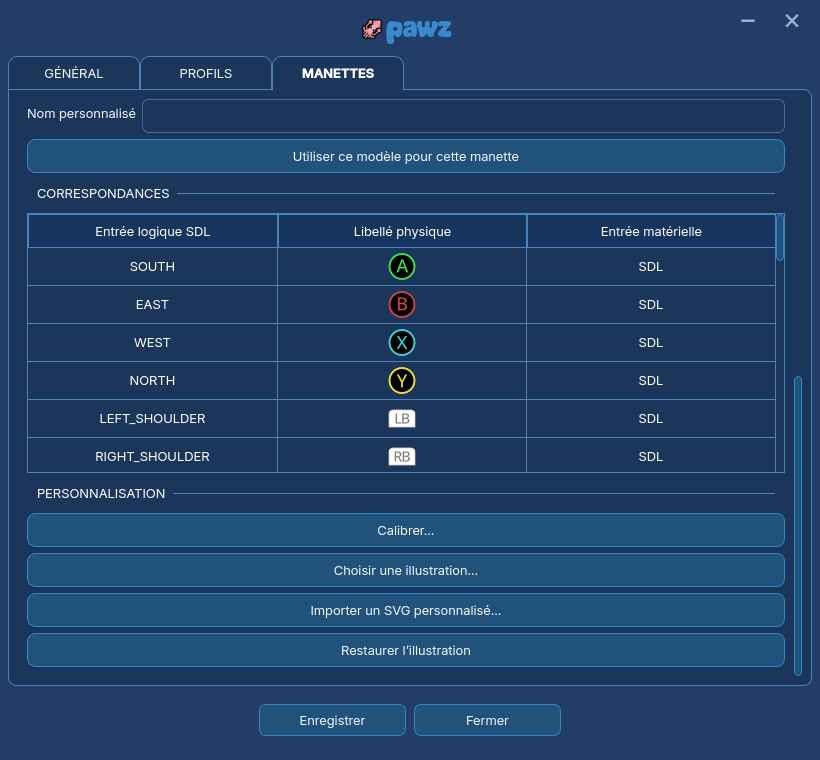 pawz
GÉNÉRAL
PROFILS
MANETTES
Nom personnalisé
Utiliser ce modèle pour cette manette
CORRESPONDANCES
Entrée logique SDL Libellé physique Entrée matérielle
SOUTH A SDL
EAST B SDL
WEST X SDL
NORTH Y SDL
LEFT_SHOULDER LB SDL
RIGHT_SHOULDER RB SDL
PERSONNALISATION
Calibrer...
Choisir une illustration...
Importer un SVG personnalisé...
Restaurer l'illustration
Enregistrer
Fermer